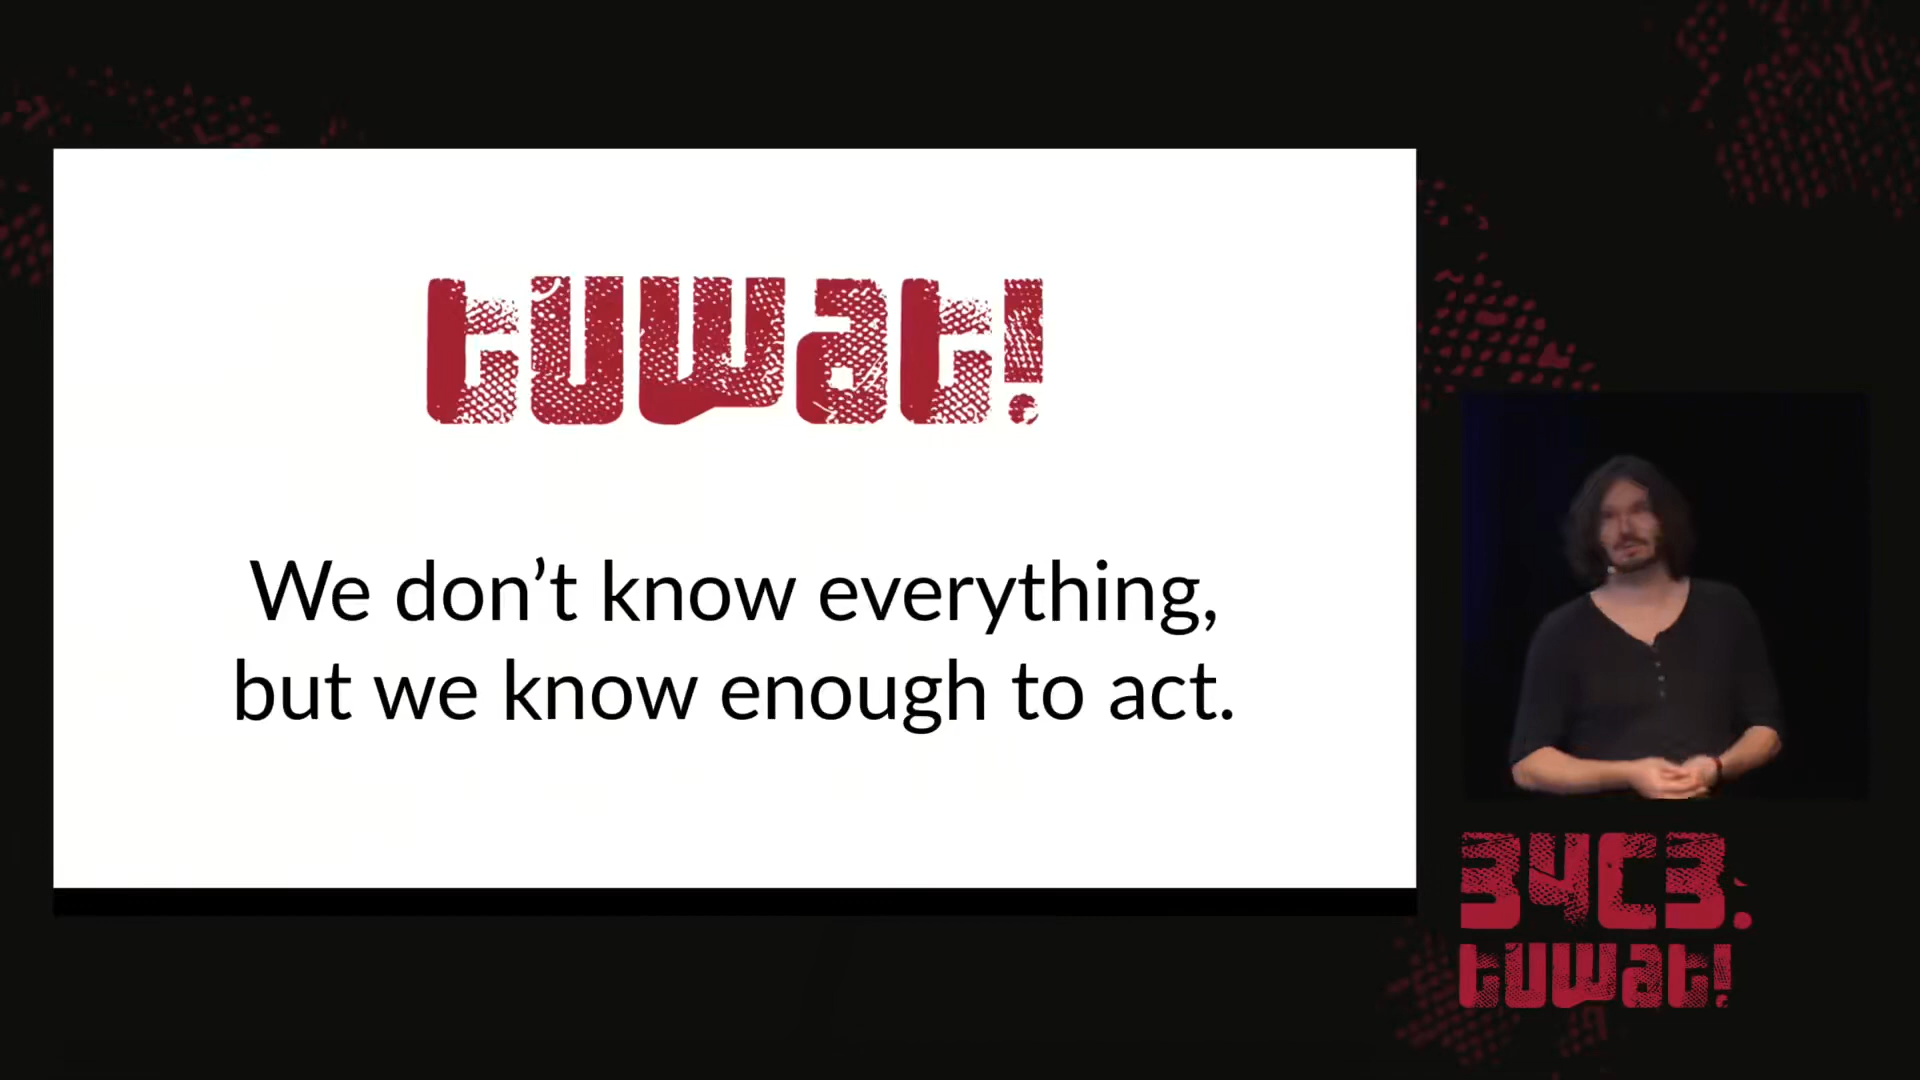 tuwat!
We don’t know everything,
but we know enough to act.
34C3.
tuwat!